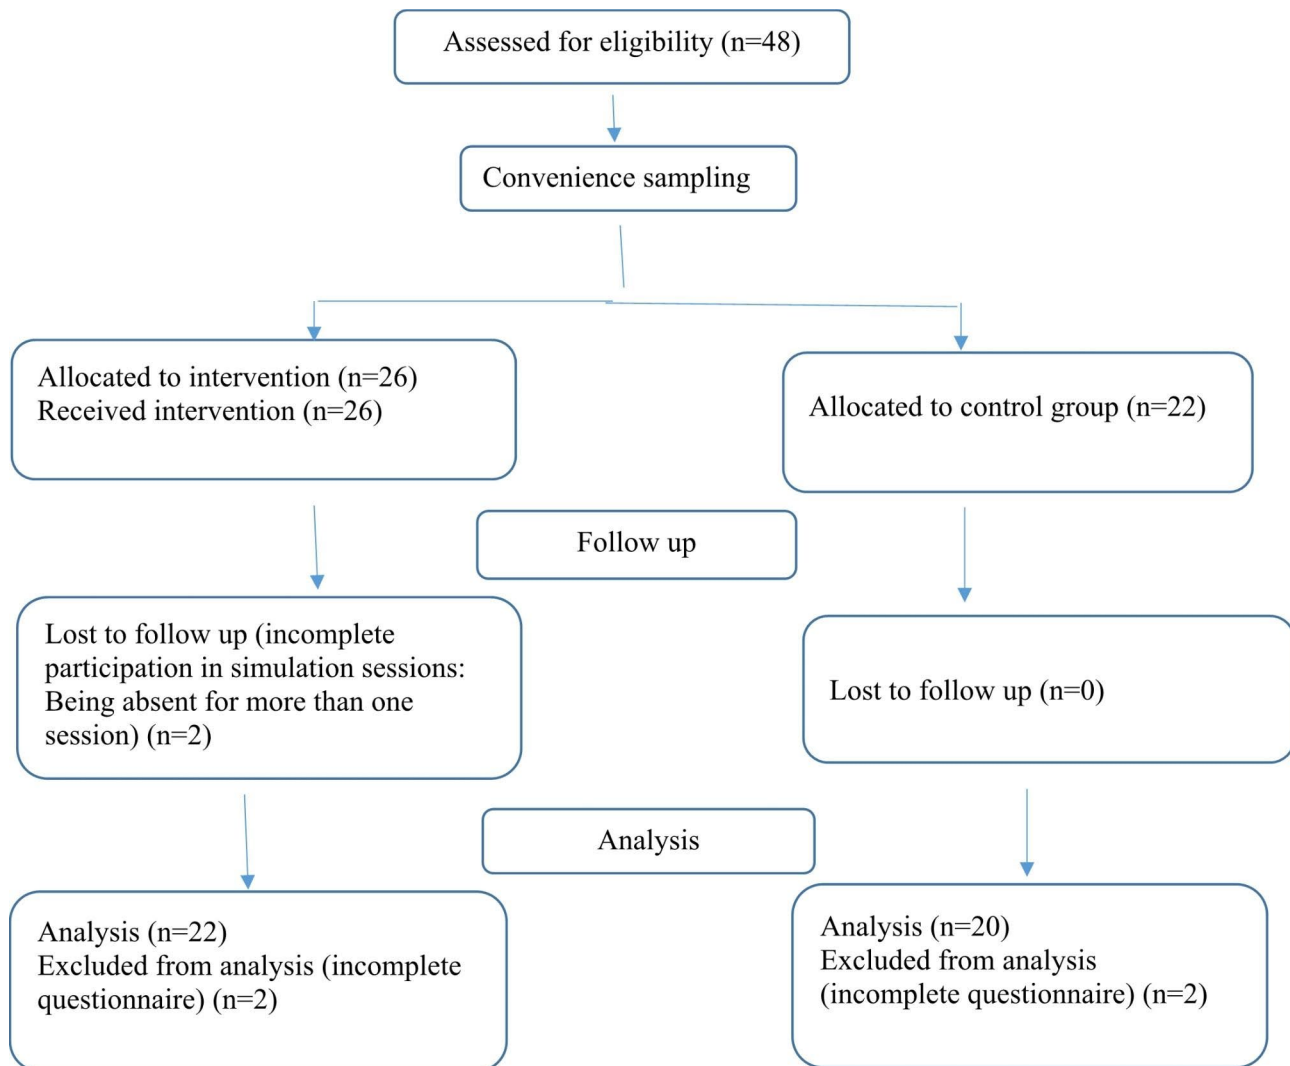 Assessed for eligibility (n=48)
Convenience sampling
Allocated to intervention (n=26)
Received intervention (n=26)
Allocated to control group (n=22)
Follow up
Lost to follow up (incomplete
participation in simulation sessions:
Being absent for more than one
session) (n=2)
Lost to follow up (n=0)
Analysis
Analysis (n=22)
Excluded from analysis (incomplete
questionnaire) (n=2)
Analysis (n=20)
Excluded from analysis
(incomplete questionnaire) (n=2)